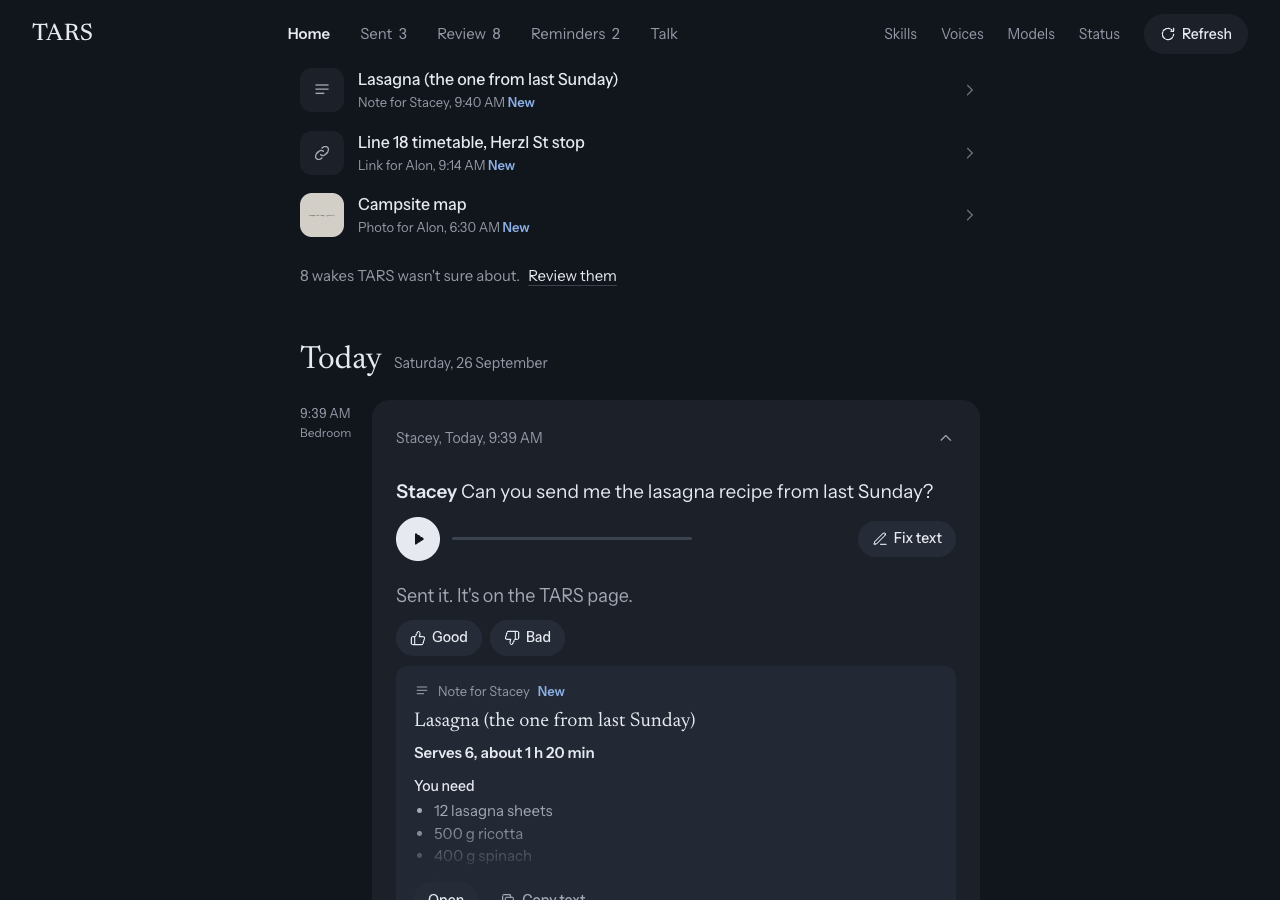 TARS
Home Sent 3 Review 8 Reminders 2 Talk
Skills Voices Models Status Refresh
Lasagna (the one from last Sunday)
Note for Stacey, 9:40 AM New
Line 18 timetable, Herzl St stop
Link for Alon, 9:14 AM New
Campsite map
Photo for Alon, 6:30 AM New
8 wakes TARS wasn't sure about. Review them
Today Saturday, 26 September
9:39 AM
Bedroom
Stacey, Today, 9:39 AM
Stacey Can you send me the lasagna recipe from last Sunday?
Fix text
Sent it. It's on the TARS page.
Good Bad
Note for Stacey New
Lasagna (the one from last Sunday)
Serves 6, about 1 h 20 min
You need
• 12 lasagna sheets
• 500 g ricotta
• 400 g spinach
Open Copy text